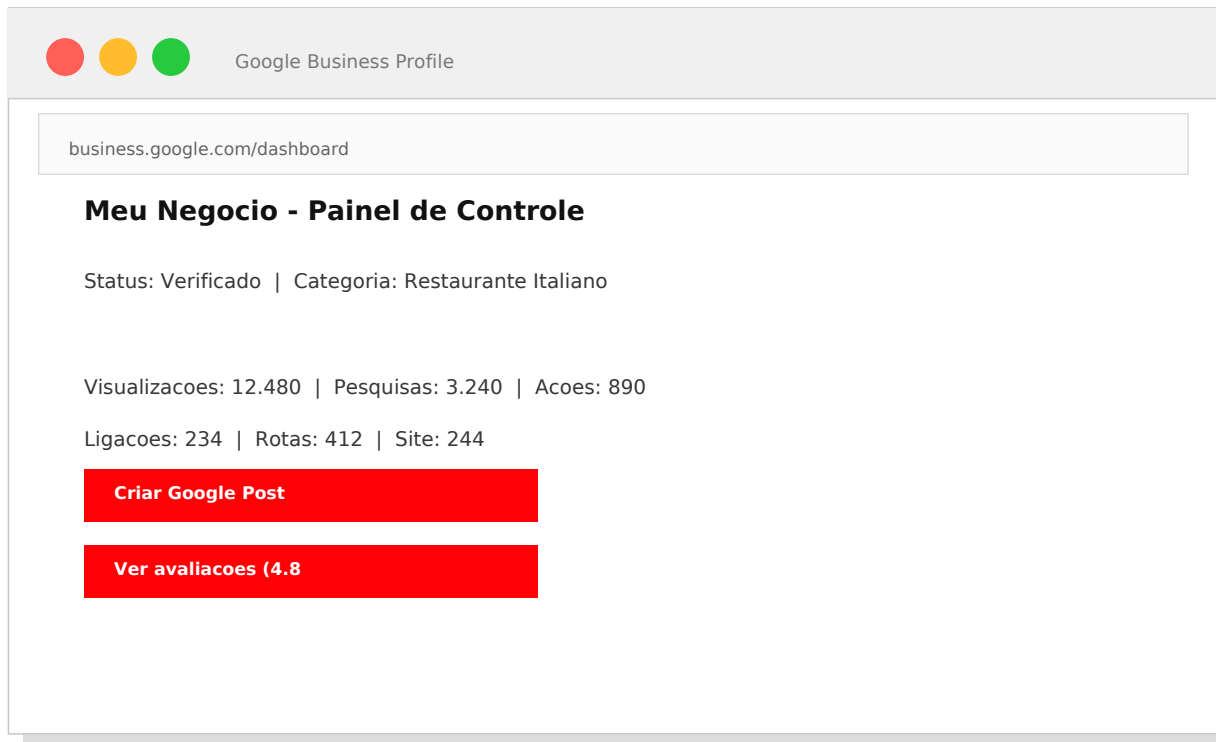 Google Business Profile
business.google.com/dashboard
Meu Negocio - Painel de Controle
Status: Verificado | Categoria: Restaurante Italiano
Visualizacoes: 12.480 | Pesquisas: 3.240 | Acoes: 890
Ligacoes: 234 | Rotas: 412 | Site: 244
Criar Google Post
Ver avaliacoes (4.8